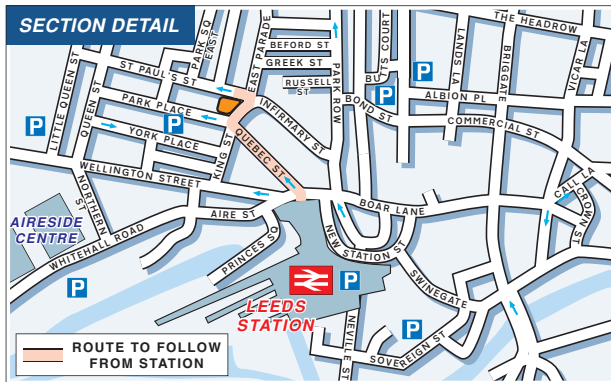 SECTION DETAIL
THE HEADROW
PARK SQ
EAST
EAST PARADE
BEFORD ST
GREEK ST
RUSSELL
ST
PARK ROW
BUTTS COURT
LANDS LA
BRIGGATE
VICAR LA
ALBION PL
BOND ST
COMMERCIAL ST
ST PAUL'S ST
LITTLE QUEEN ST
QUEEN ST
PARK PLACE
YORK PLACE
KING ST
INFIRMARY ST
QUEBEC ST
WELLINGTON STREET
NORTHERN
ST
AIRE ST
BOAR LANE
CALL LA
CROWN ST
AIRESIDE
CENTRE
WHITEHALL ROAD
PRINCES SQ
NEW STATION ST
SWINEGATE
LEEDS
STATION
NEVILLE ST
SOVEREIGN ST
P
P
P
P
P
P
P
ROUTE TO FOLLOW
FROM STATION